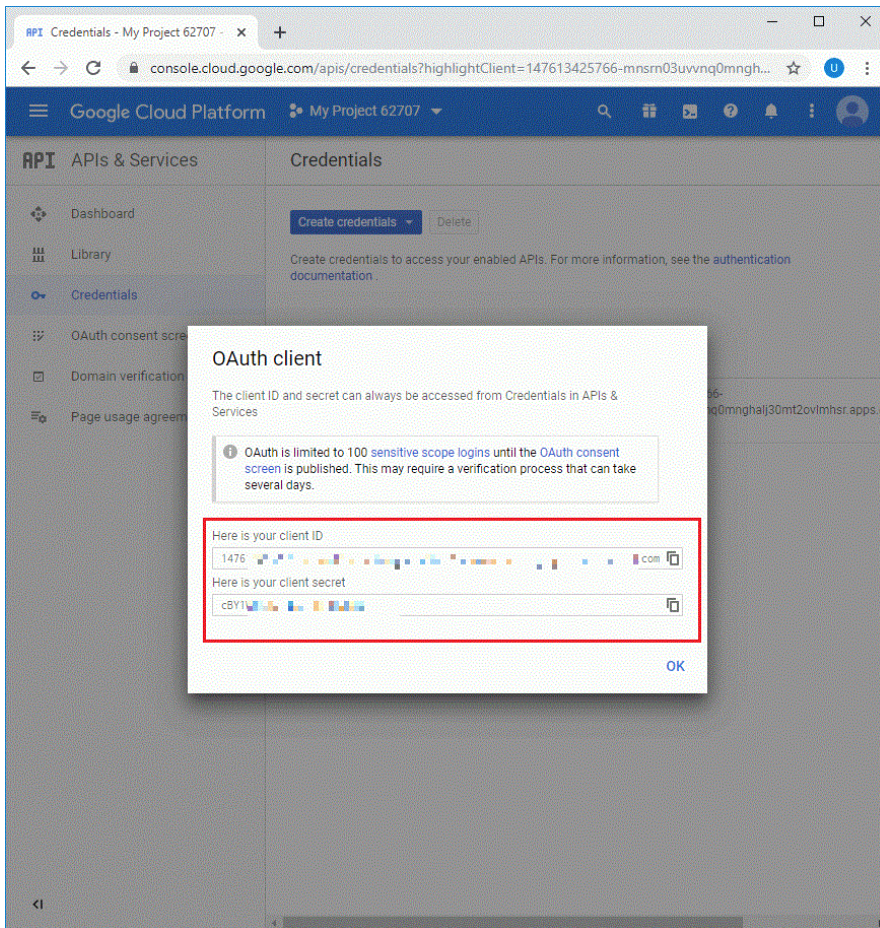 API Credentials - My Project 62707 -
console.cloud.google.com/apis/credentials?highlightClient=147613425766-mnsrn03uvvnq0mngh...
U
Google Cloud Platform
My Project 62707
API APIs & Services
Credentials
Dashboard
Create credentials
Delete
Library
Create credentials to access your enabled APIs. For more information, see the authentication
documentation .
Credentials
OAuth consent scre
Domain verification
Page usage agreem
66-
nq0mnghalj30mt2ovlmhsr.apps.
OAuth client
The client ID and secret can always be accessed from Credentials in APIs &
Services
OAuth is limited to 100 sensitive scope logins until the OAuth consent
screen is published. This may require a verification process that can take
several days.
Here is your client ID
1476
com
Here is your client secret
cBY1
OK